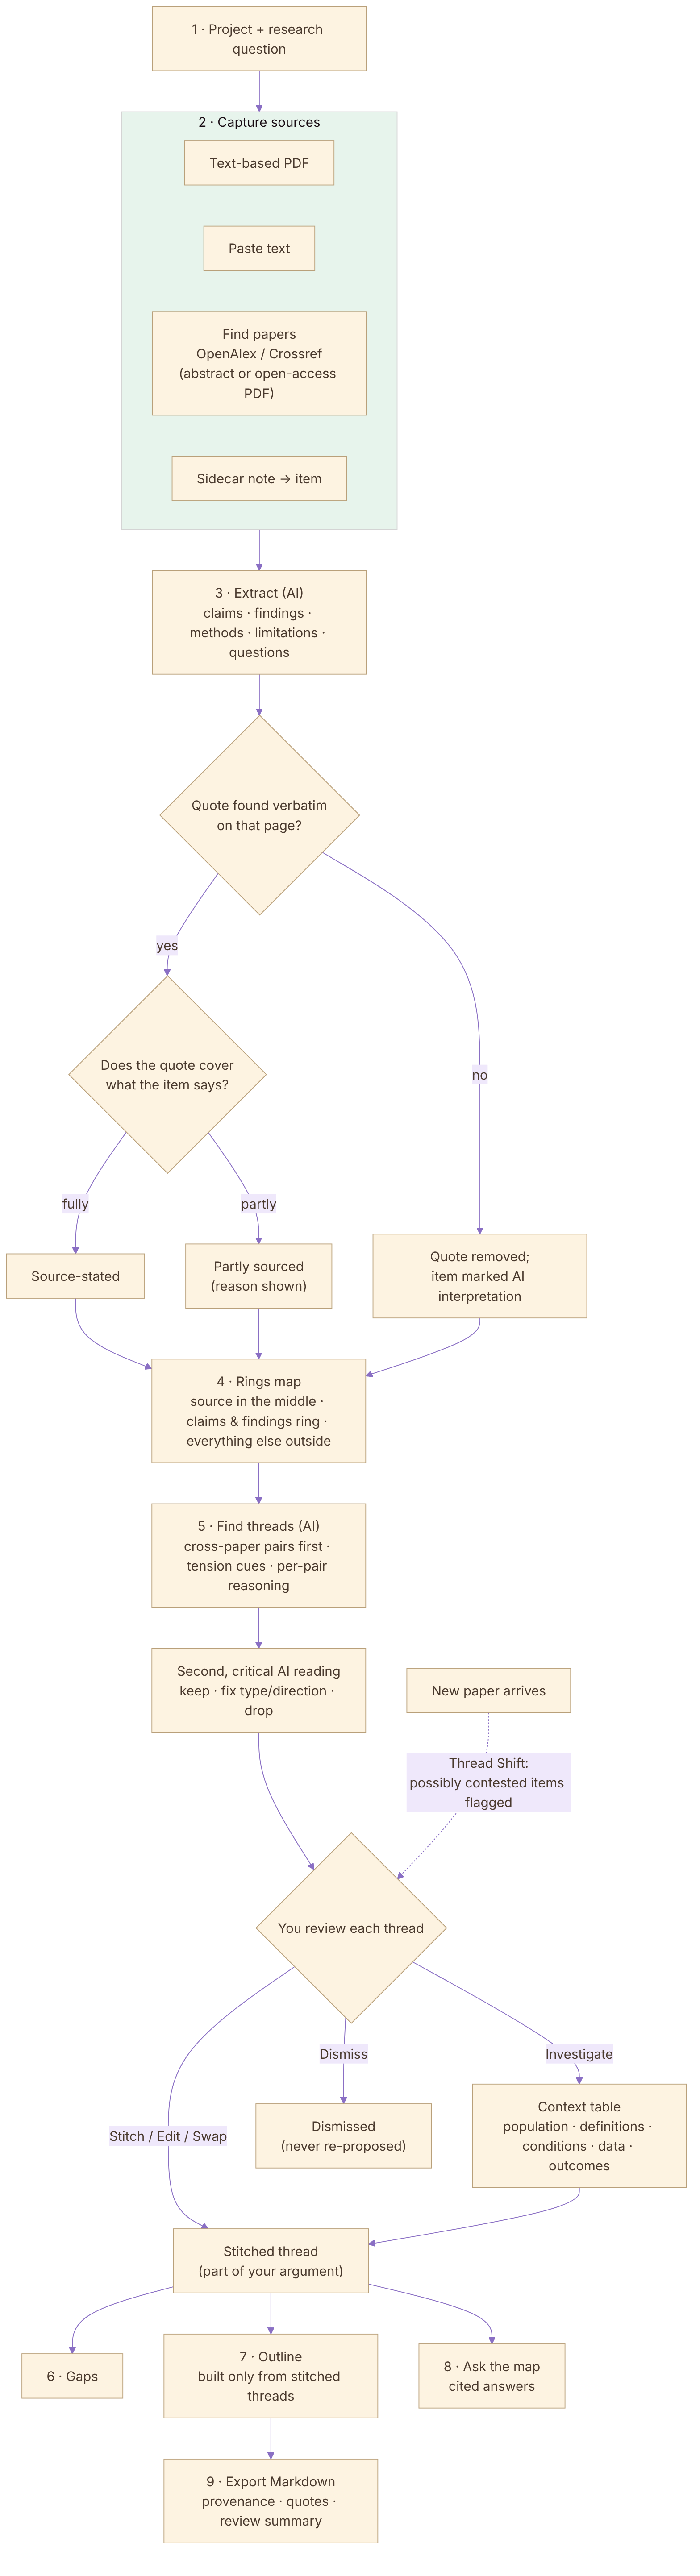 1 · Project + research
question
2 · Capture sources
Text-based PDF
Paste text
Find papers
OpenAlex / Crossref
(abstract or open-access
PDF)
Sidecar note → item
3 · Extract (AI)
claims · findings ·
methods · limitations ·
questions
Quote found verbatim
on that page?
yes
no
Does the quote cover
what the item says?
fully
partly
Source-stated
Partly sourced
(reason shown)
Quote removed;
item marked AI
interpretation
4 · Rings map
source in the middle ·
claims & findings ring ·
everything else outside
5 · Find threads (AI)
cross-paper pairs first ·
tension cues · per-pair
reasoning
Second, critical AI reading
keep · fix type/direction ·
drop
New paper arrives
Thread Shift:
possibly contested items
flagged
You review each thread
Dismiss
Investigate
Stitch / Edit / Swap
Dismissed
(never re-proposed)
Context table
population · definitions ·
conditions · data ·
outcomes
Stitched thread
(part of your argument)
6 · Gaps
7 · Outline
built only from stitched
threads
8 · Ask the map
cited answers
9 · Export Markdown
provenance · quotes ·
review summary